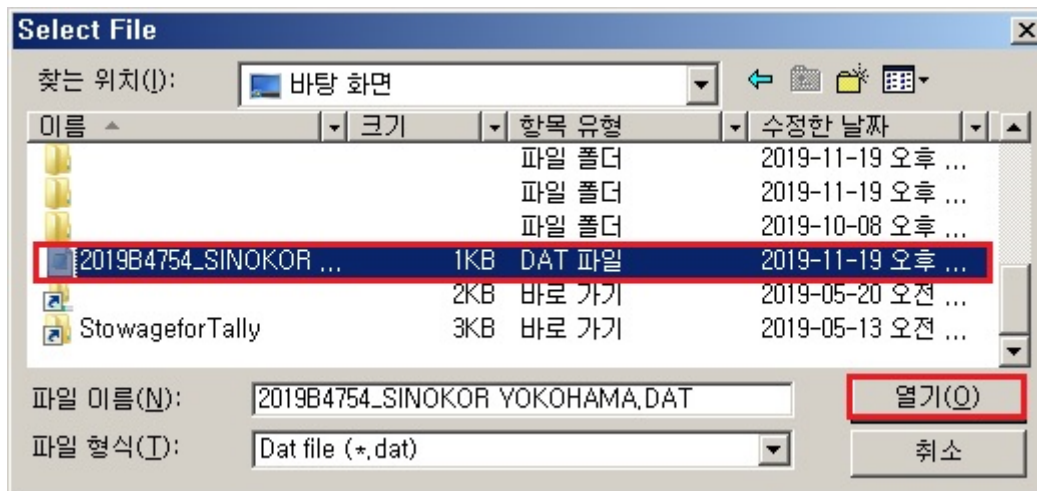 Select File
찾는 위치(I): 바탕 화면
이름 크기 항목 유형 수정한 날짜
파일 폴더 2019-11-19 오후 ...
파일 폴더 2019-11-19 오후 ...
파일 폴더 2019-10-08 오후 ...
2019B4754_SINOKOR ... 1KB DAT 파일 2019-11-19 오후 ...
2KB 바로 가기 2019-05-20 오전 ...
StowageforTally 3KB 바로 가기 2019-05-13 오전 ...
파일 이름(N): 2019B4754_SINOKOR YOKOHAMA.DAT 열기(O)
파일 형식(T): Dat file (*.dat) 취소